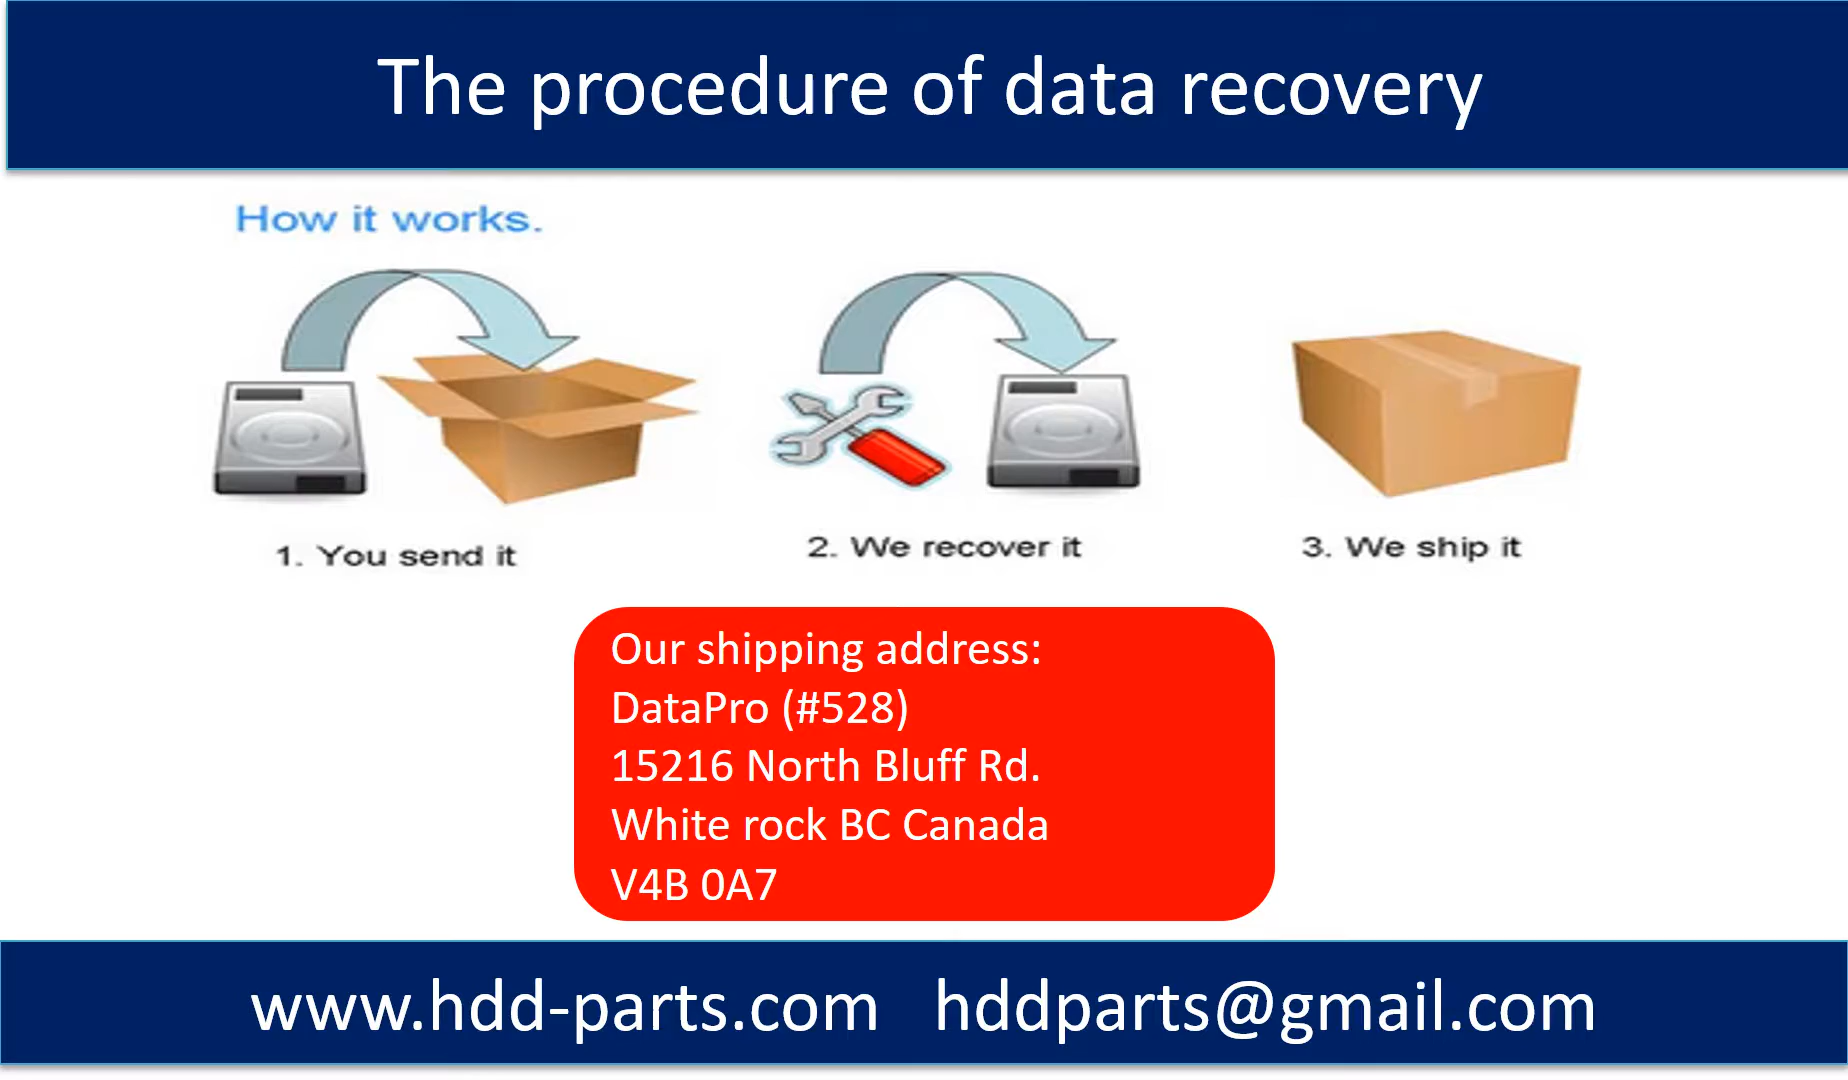 The procedure of data recovery
How it works.
1. You send it
2. We recover it
3. We ship it
Our shipping address:
DataPro (#528)
15216 North Bluff Rd.
White rock BC Canada
V4B 0A7
www.hdd-parts.com hddparts@gmail.com